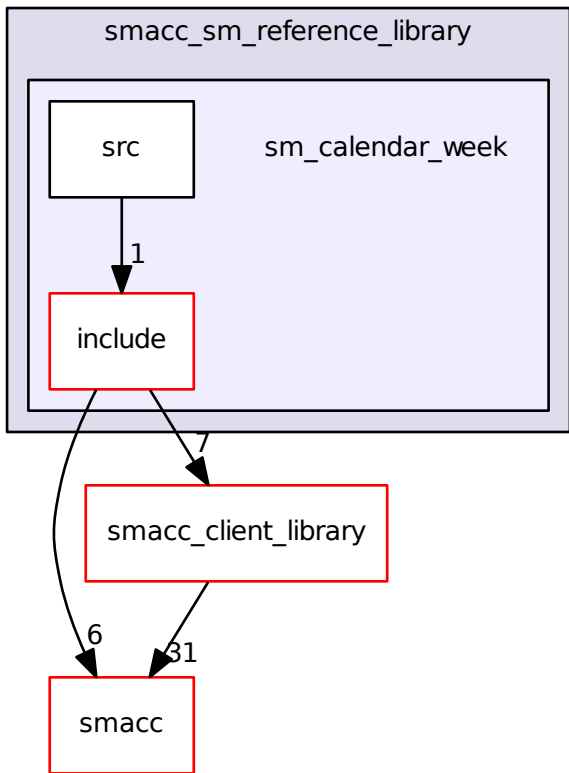 smacc_sm_reference_library
src
sm_calendar_week
1
include
7
smacc_client_library
6
31
smacc